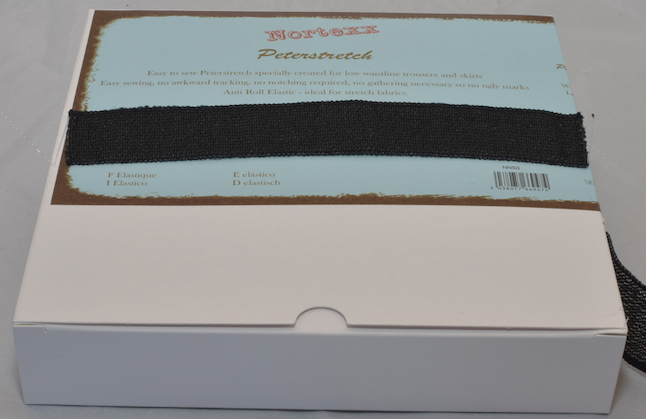 Nortexx
Peterstretch
Easy to sew Peterstretch specially created for low waistline trousers and skirts
Easy sewing, no awkward tracking, no notching required, no gathering necessary so no ugly marks
Anti Roll Elastic - ideal for stretch fabrics
F Elastique
E elástico
I Elastico
D elastisch